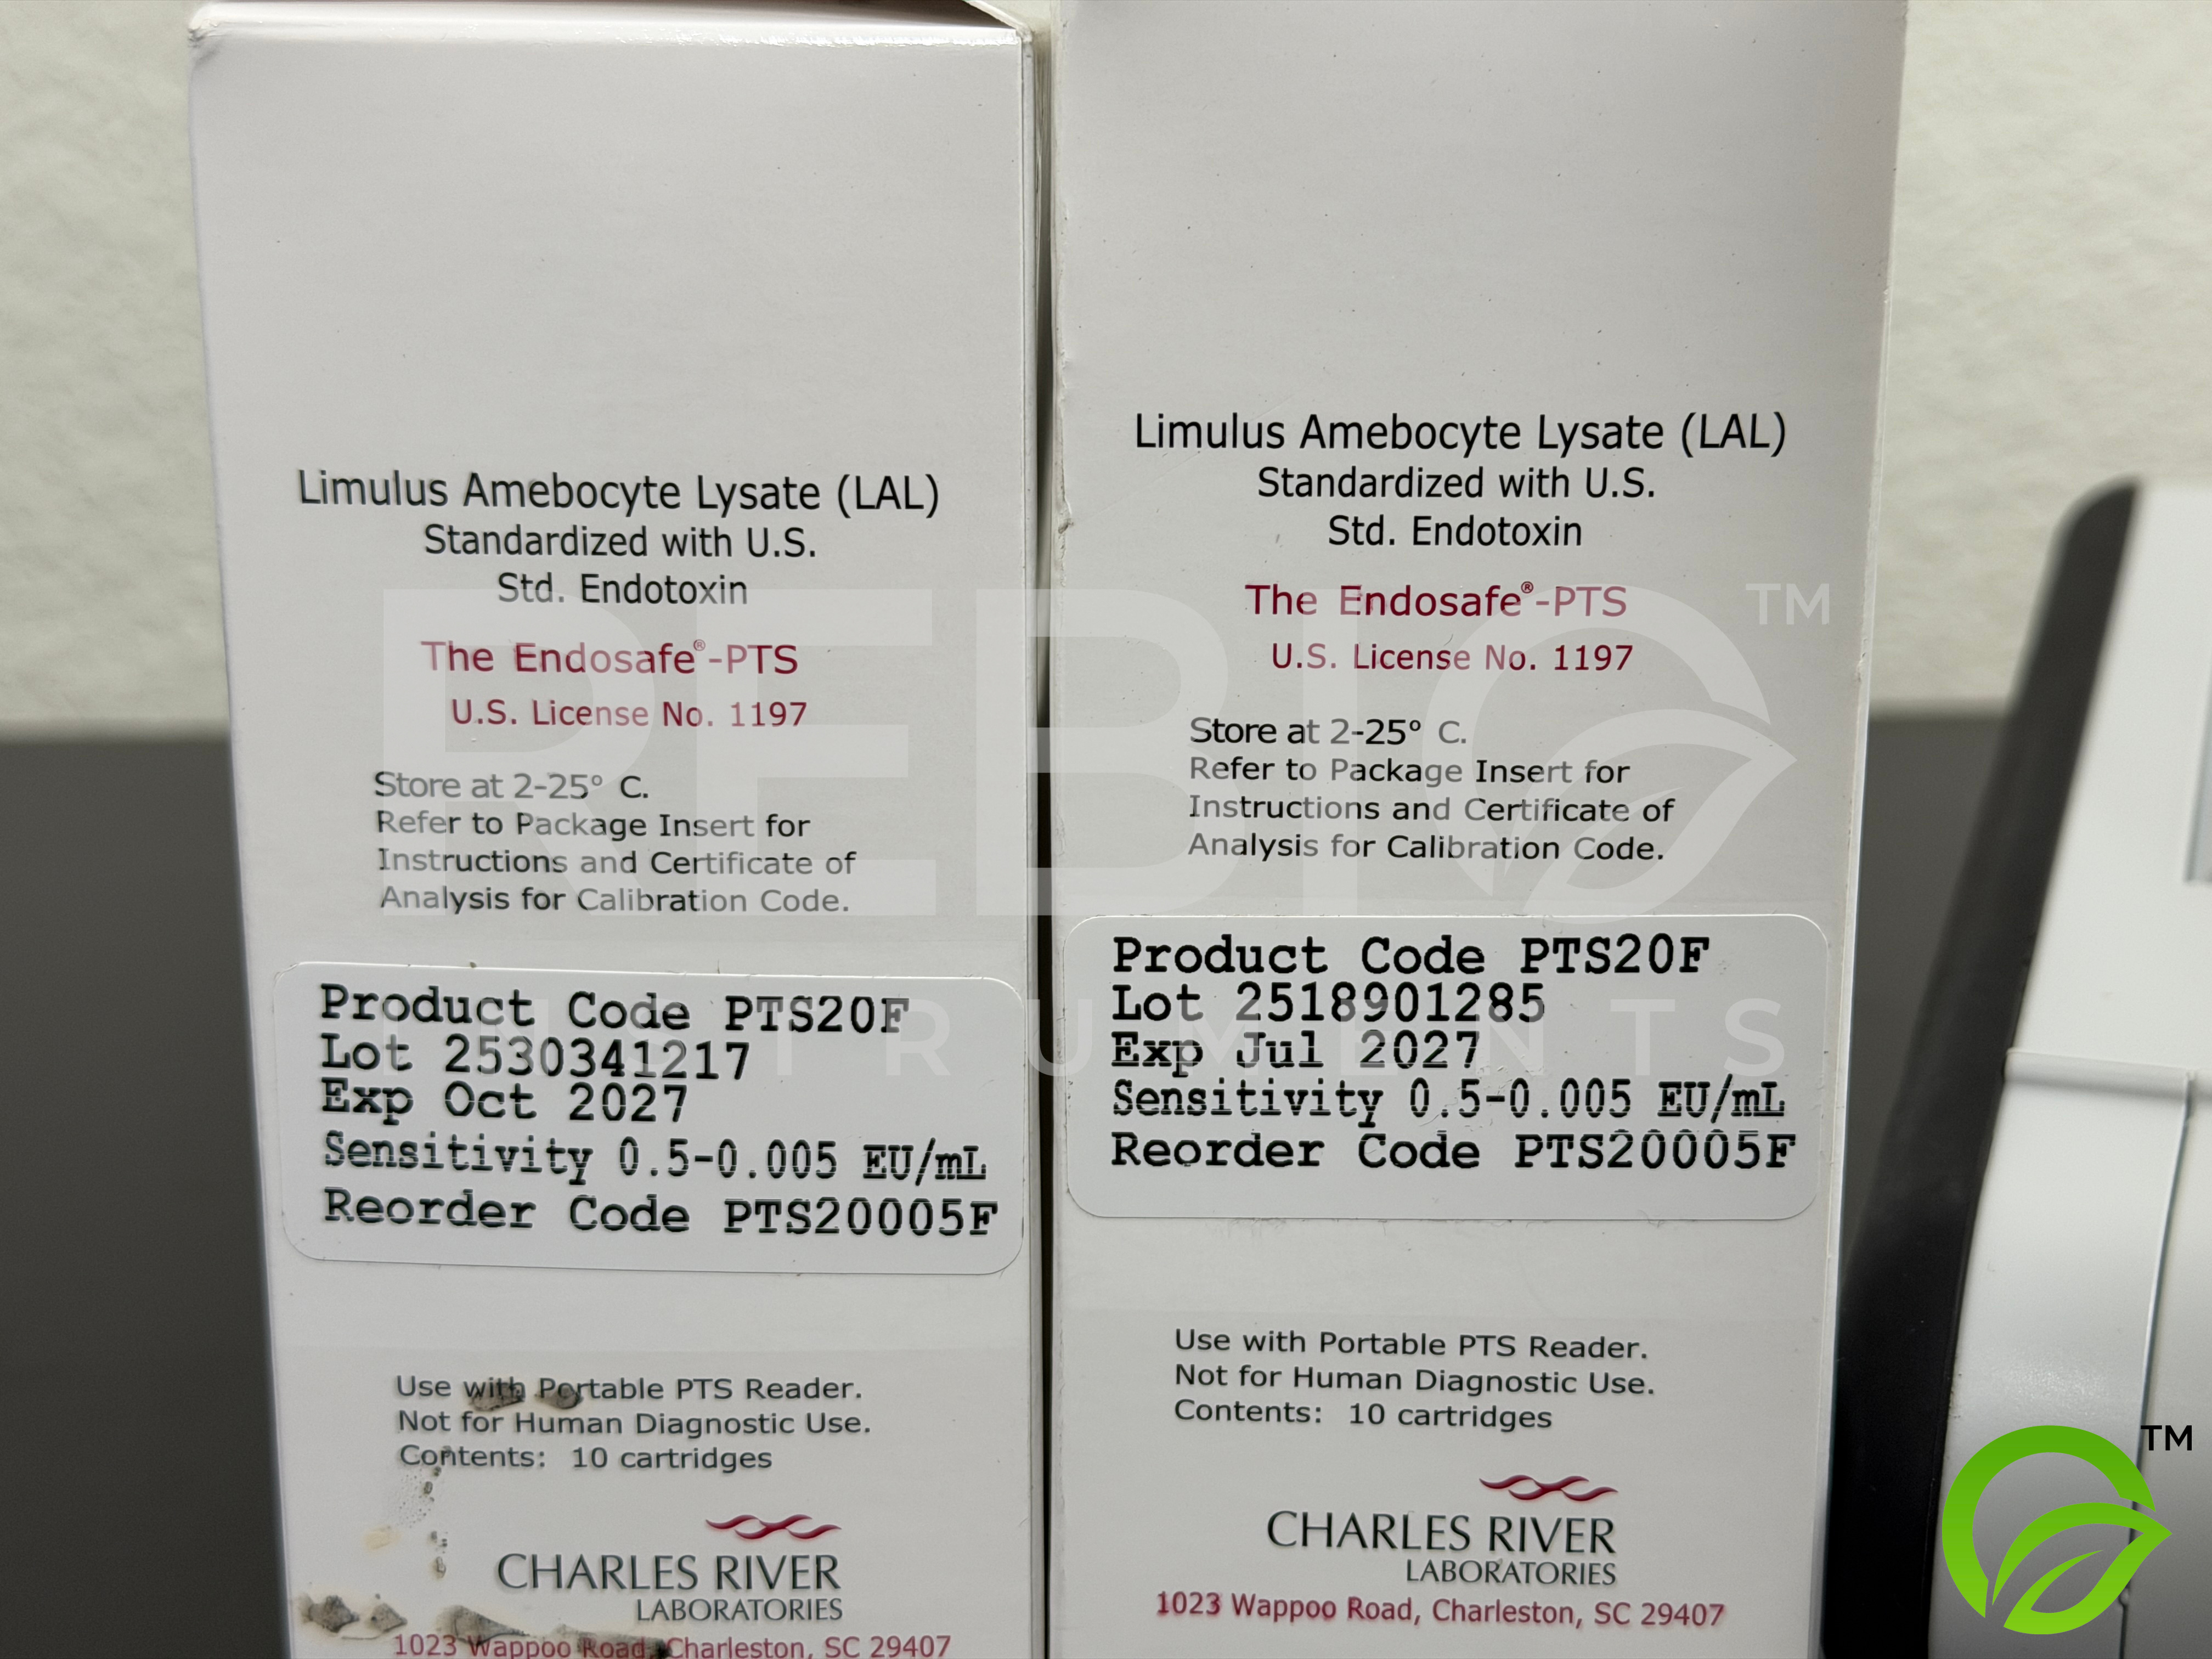 Limulus Amebocyte Lysate (LAL)
Standardized with U.S.
Std. Endotoxin
The Endosafe®-PTS
U.S. License No. 1197
Store at 2-25° C.
Refer to Package Insert for
Instructions and Certificate of
Analysis for Calibration Code.
Product Code PTS20F
Lot 2530341217
Exp Oct 2027
Sensitivity 0.5-0.005 EU/mL
Reorder Code PTS20005F
Use with Portable PTS Reader.
Not for Human Diagnostic Use.
Contents: 10 cartridges
CHARLES RIVER
LABORATORIES
1023 Wappoo Road, Charleston, SC 29407
Limulus Amebocyte Lysate (LAL)
Standardized with U.S.
Std. Endotoxin
The Endosafe®-PTS
U.S. License No. 1197
Store at 2-25° C.
Refer to Package Insert for
Instructions and Certificate of
Analysis for Calibration Code.
Product Code PTS20F
Lot 2518901285
Exp Jul 2027
Sensitivity 0.5-0.005 EU/mL
Reorder Code PTS20005F
Use with Portable PTS Reader.
Not for Human Diagnostic Use.
Contents: 10 cartridges
CHARLES RIVER
LABORATORIES
1023 Wappoo Road, Charleston, SC 29407
REBIO TM
INSTRUMENTS
TM